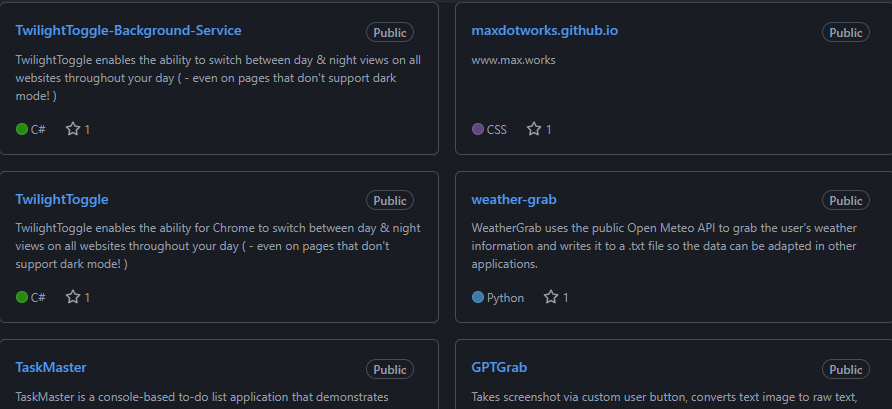 TwilightToggle-Background-Service
Public
TwilightToggle enables the ability to switch between day & night views on all
websites throughout your day ( - even on pages that don't support dark
mode! )
C# 1
maxdotworks.github.io
Public
www.max.works
CSS 1
TwilightToggle
Public
TwilightToggle enables the ability for Chrome to switch between day & night
views on all websites throughout your day ( - even on pages that don't
support dark mode! )
C# 1
weather-grab
Public
WeatherGrab uses the public Open Meteo API to grab the user's weather
information and writes it to a .txt file so the data can be adapted in other
applications.
Python 1
TaskMaster
Public
TaskMaster is a console-based to-do list application that demonstrates
GPTGrab
Public
Takes screenshot via custom user button, converts text image to raw text,